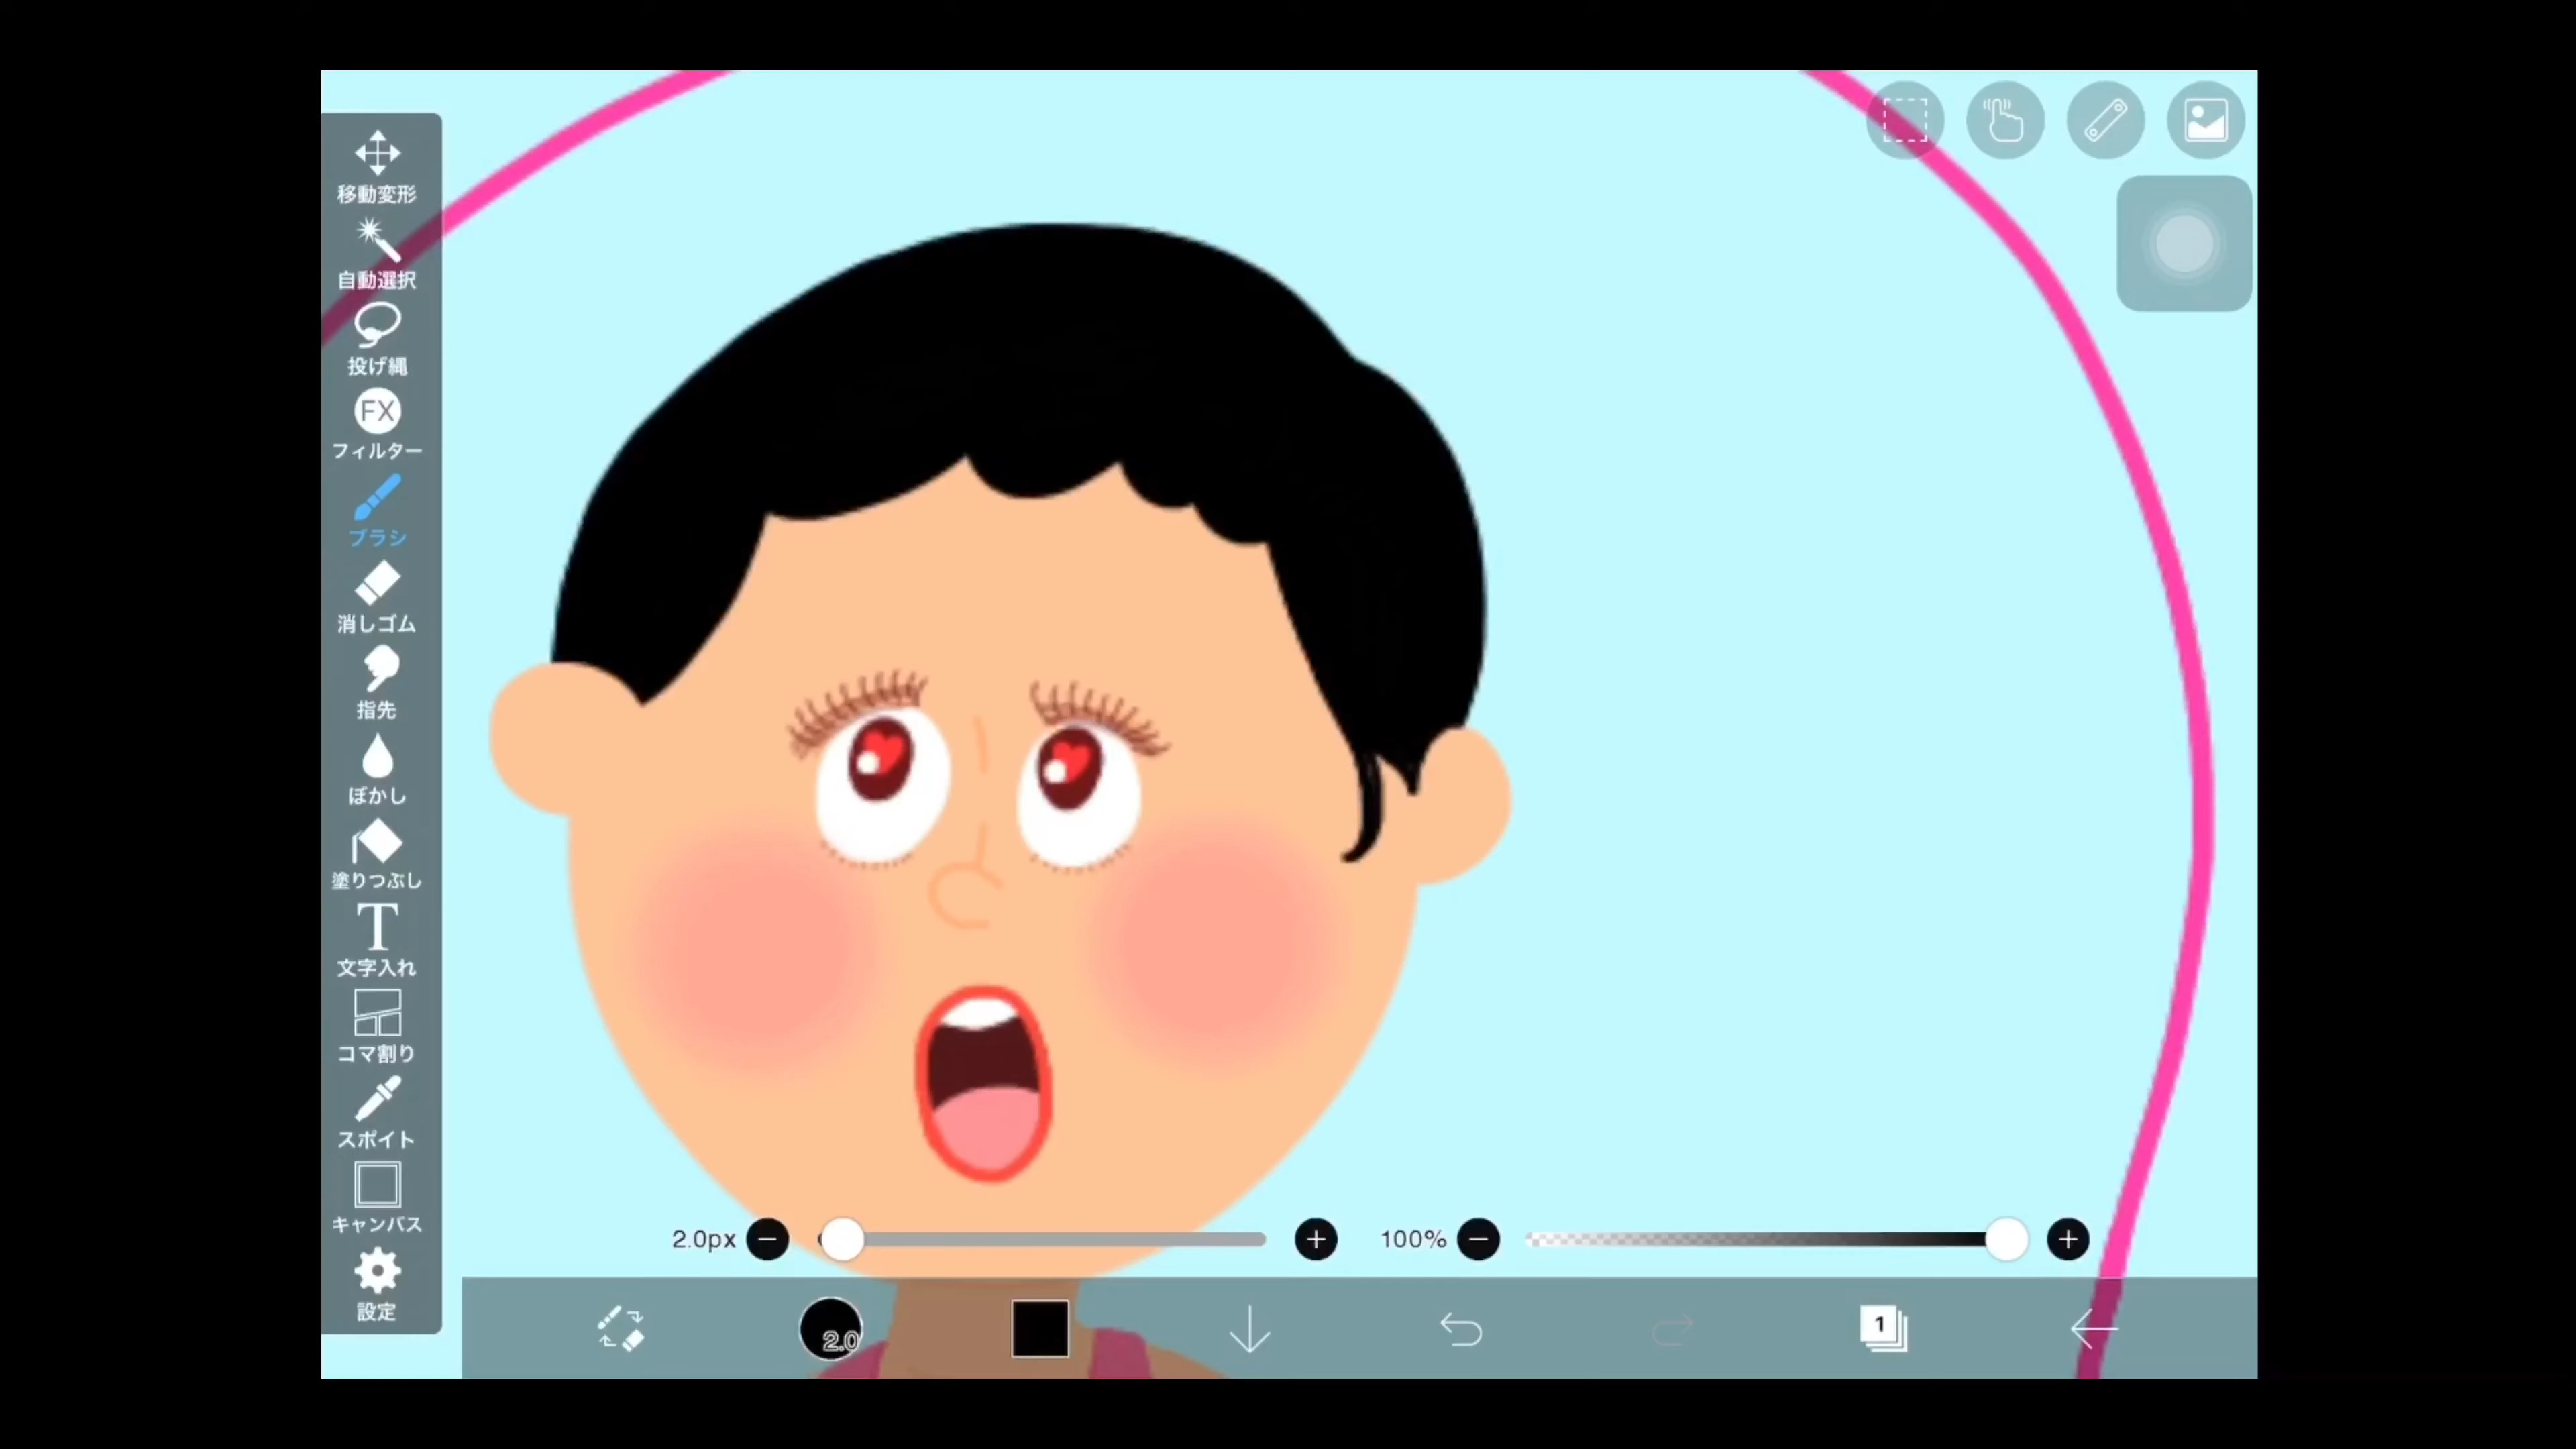 移動変形
自動選択
投げ縄
FX
フィルター
ブラシ
消しゴム
指先
ぼかし
塗りつぶし
T
文字入れ
コマ割り
スポイト
キャンバス
設定
2.0px
100%
2.0
1